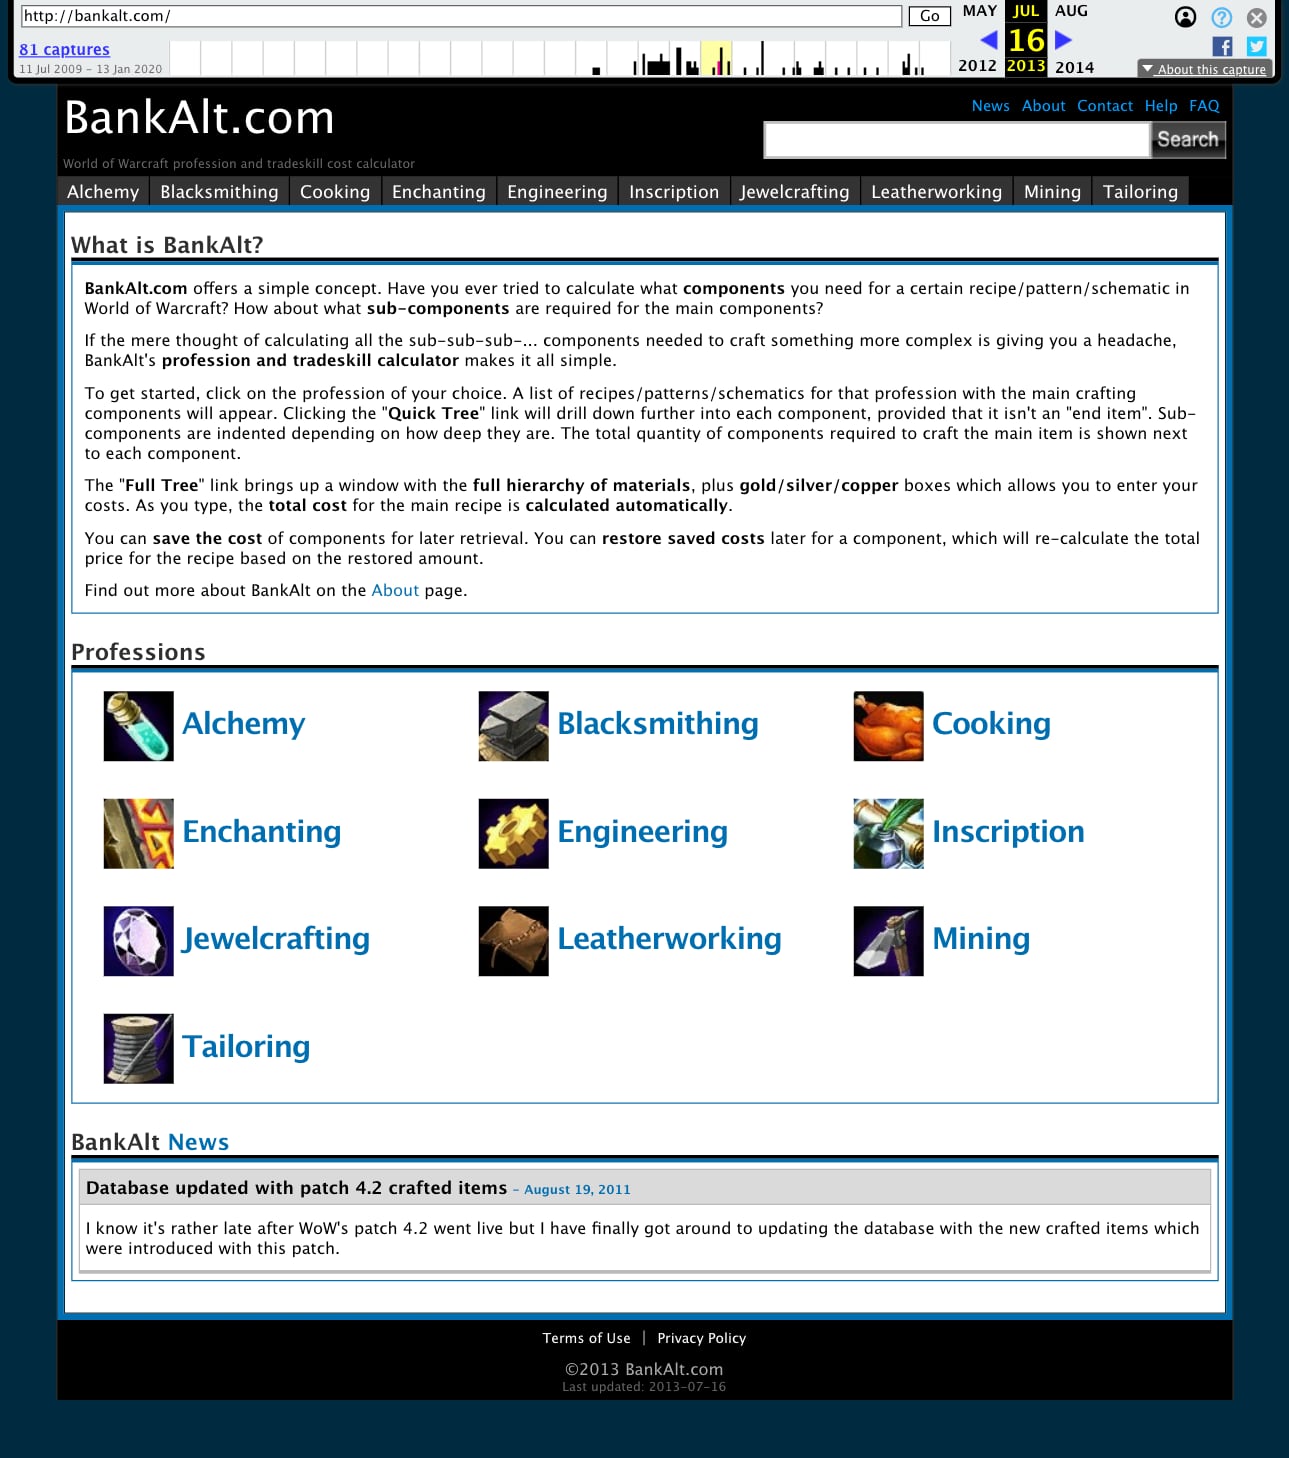 http://bankalt.com/
Go
MAY
JUL
AUG
81 captures
16
11 Jul 2009 – 13 Jan 2020
2012
2013
2014
f
About this capture
BankAlt.com
News About Contact Help FAQ
Search
World of Warcraft profession and tradeskill cost calculator
Alchemy Blacksmithing Cooking Enchanting Engineering Inscription Jewelcrafting Leatherworking Mining Tailoring
What is BankAlt?
BankAlt.com offers a simple concept. Have you ever tried to calculate what components you need for a certain recipe/pattern/schematic in
World of Warcraft? How about what sub-components are required for the main components?
If the mere thought of calculating all the sub-sub-sub-... components needed to craft something more complex is giving you a headache,
BankAlt's profession and tradeskill calculator makes it all simple.
To get started, click on the profession of your choice. A list of recipes/patterns/schematics for that profession with the main crafting
components will appear. Clicking the "Quick Tree" link will drill down further into each component, provided that it isn't an "end item". Sub-
components are indented depending on how deep they are. The total quantity of components required to craft the main item is shown next
to each component.
The "Full Tree" link brings up a window with the full hierarchy of materials, plus gold/silver/copper boxes which allows you to enter your
costs. As you type, the total cost for the main recipe is calculated automatically.
You can save the cost of components for later retrieval. You can restore saved costs later for a component, which will re-calculate the total
price for the recipe based on the restored amount.
Find out more about BankAlt on the About page.
Professions
Alchemy Blacksmithing Cooking
Enchanting Engineering Inscription
Jewelcrafting Leatherworking Mining
Tailoring
BankAlt News
Database updated with patch 4.2 crafted items – August 19, 2011
I know it's rather late after WoW's patch 4.2 went live but I have finally got around to updating the database with the new crafted items which
were introduced with this patch.
Terms of Use | Privacy Policy
©2013 BankAlt.com
Last updated: 2013-07-16